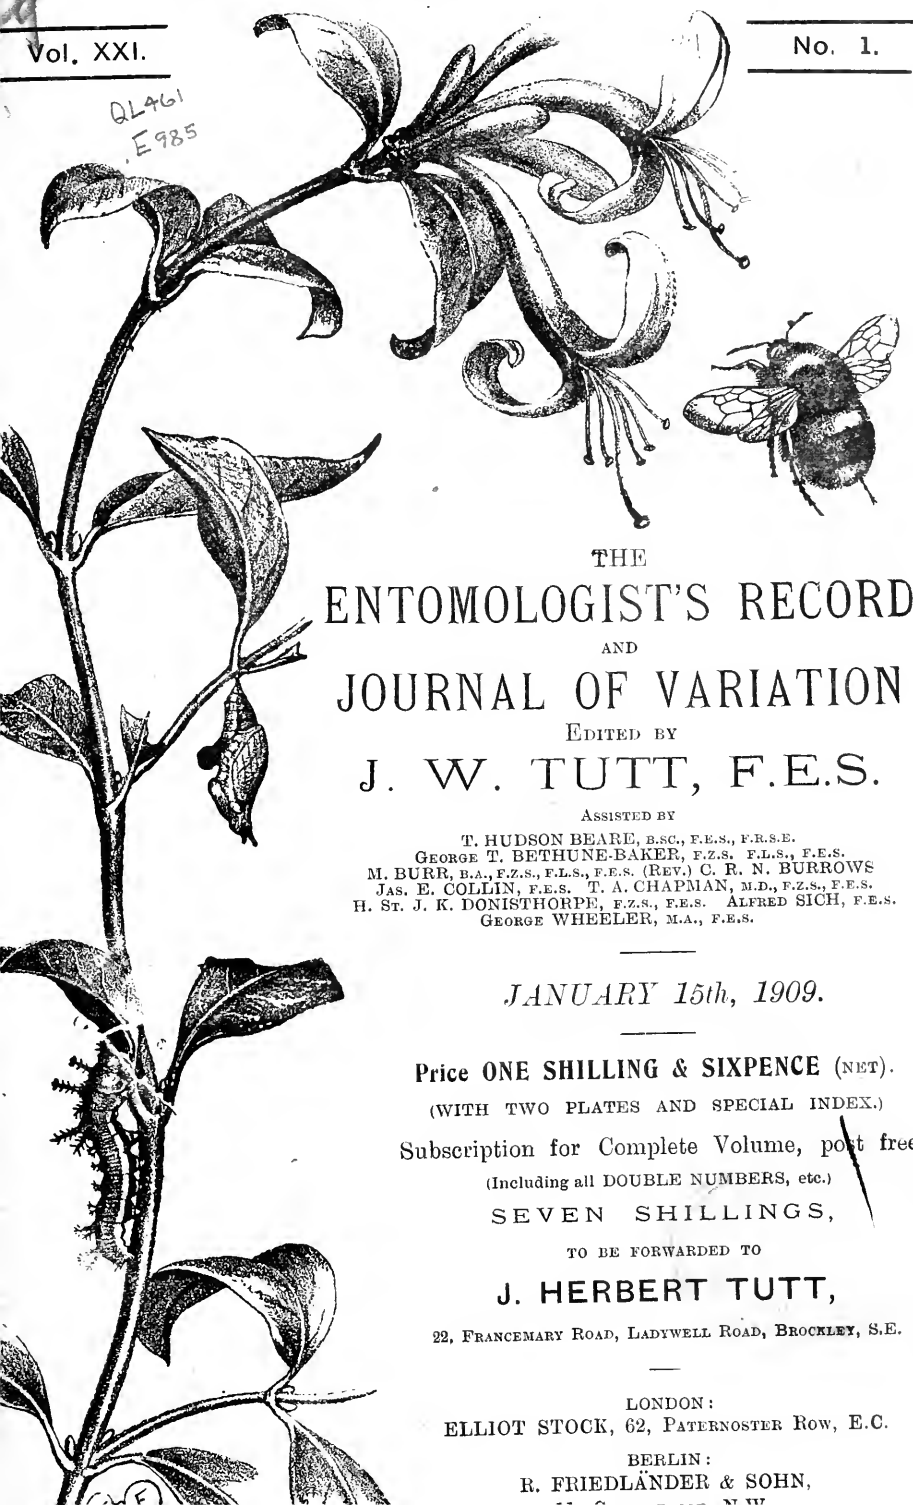 Vol. XXI.
No. 1.
QL461
.E985
THE
ENTOMOLOGIST'S RECORD
AND
JOURNAL OF VARIATION
EDITED BY
J. W. TUTT, F.E.S.
ASSISTED BY
T. HUDSON BEARE, B.SC., F.E.S., F.R.S.E.
GEORGE T. BETHUNE-BAKER, F.Z.S. F.L.S., F.E.S.
M. BURR, B.A., F.Z.S., F.L.S., F.E.S. (REV.) C. R. N. BURROWS
JAS. E. COLLIN, F.E.S. T. A. CHAPMAN, M.D., F.Z.S., F.E.S.
H. ST. J. K. DONISTHORPE, F.Z.S., F.E.S. ALFRED SICH, F.E.S.
GEORGE WHEELER, M.A., F.E.S.
JANUARY 15th, 1909.
Price ONE SHILLING & SIXPENCE (NET).
(WITH TWO PLATES AND SPECIAL INDEX.)
Subscription for Complete Volume, post free
(Including all DOUBLE NUMBERS, etc.)
SEVEN SHILLINGS,
TO BE FORWARDED TO
J. HERBERT TUTT,
22, FRANCEMARY ROAD, LADYWELL ROAD, BROCKLEY, S.E.
LONDON:
ELLIOT STOCK, 62, PATERNOSTER ROW, E.C.
BERLIN:
R. FRIEDLÄNDER & SOHN,